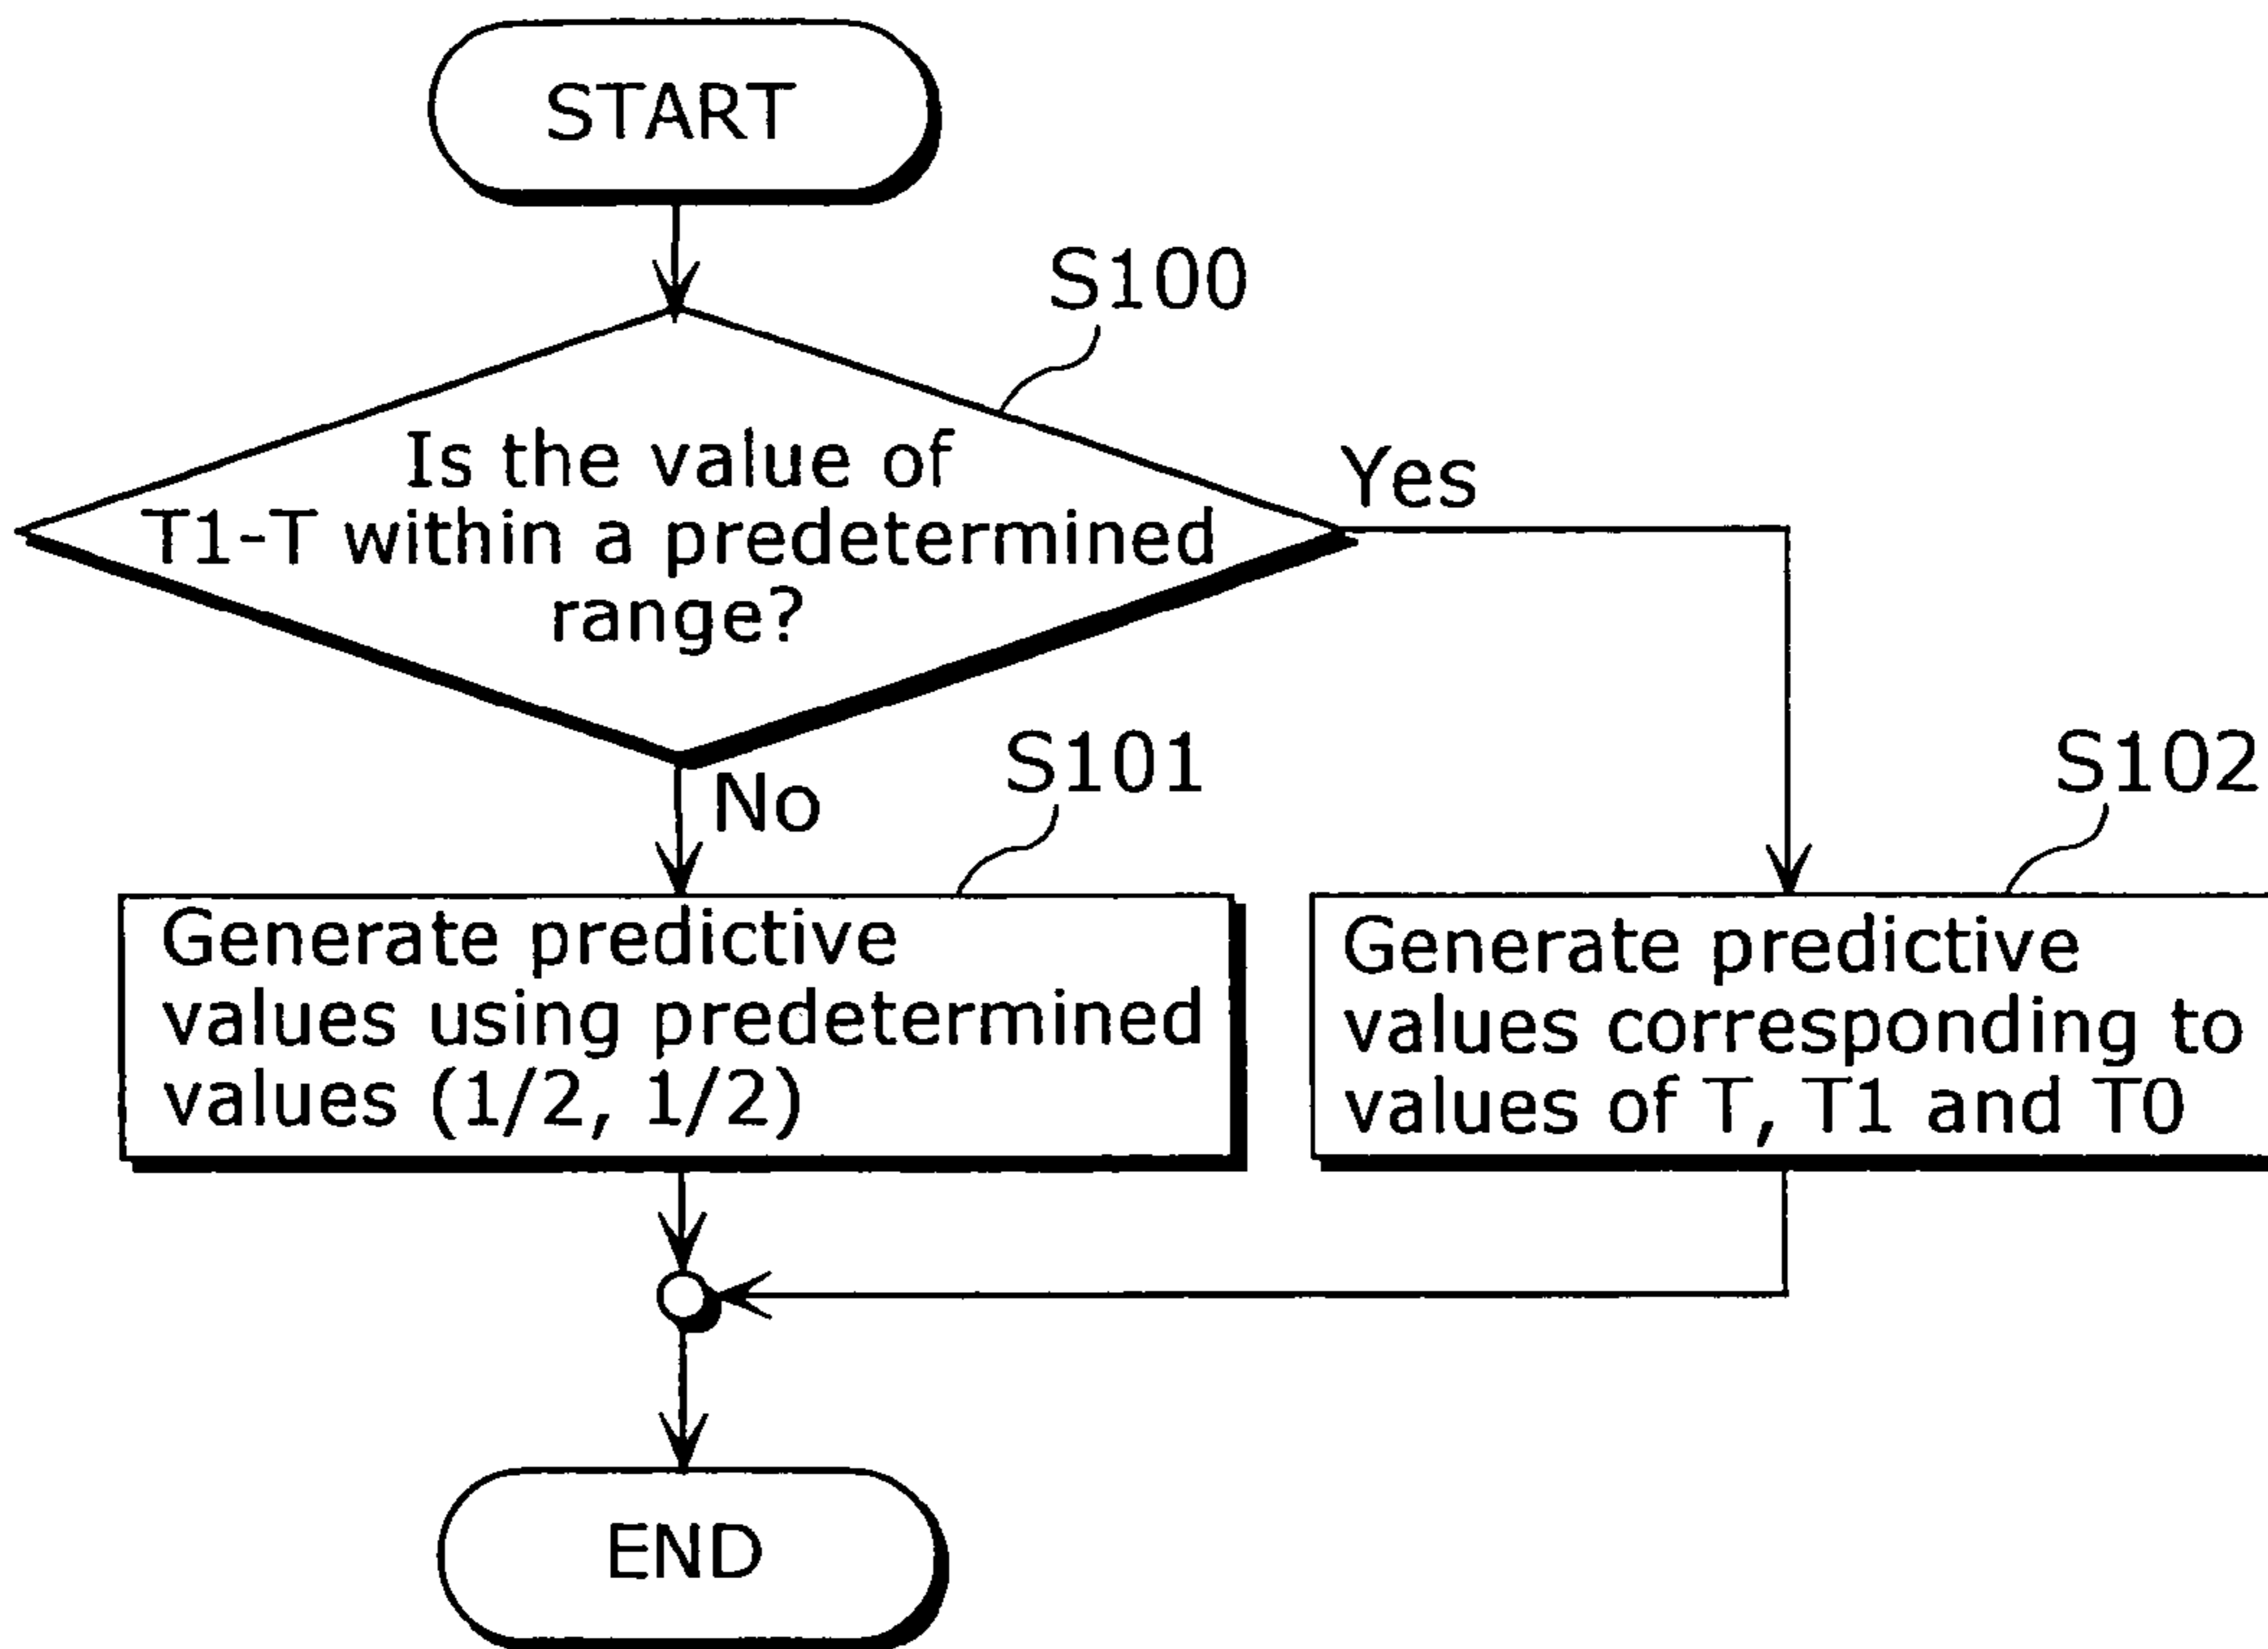 START
S100
Is the value of
T1-T within a predetermined
range?
Yes
No
S101
S102
Generate predictive
values using predetermined
values (1/2, 1/2)
Generate predictive
values corresponding to
values of T, T1 and T0
END